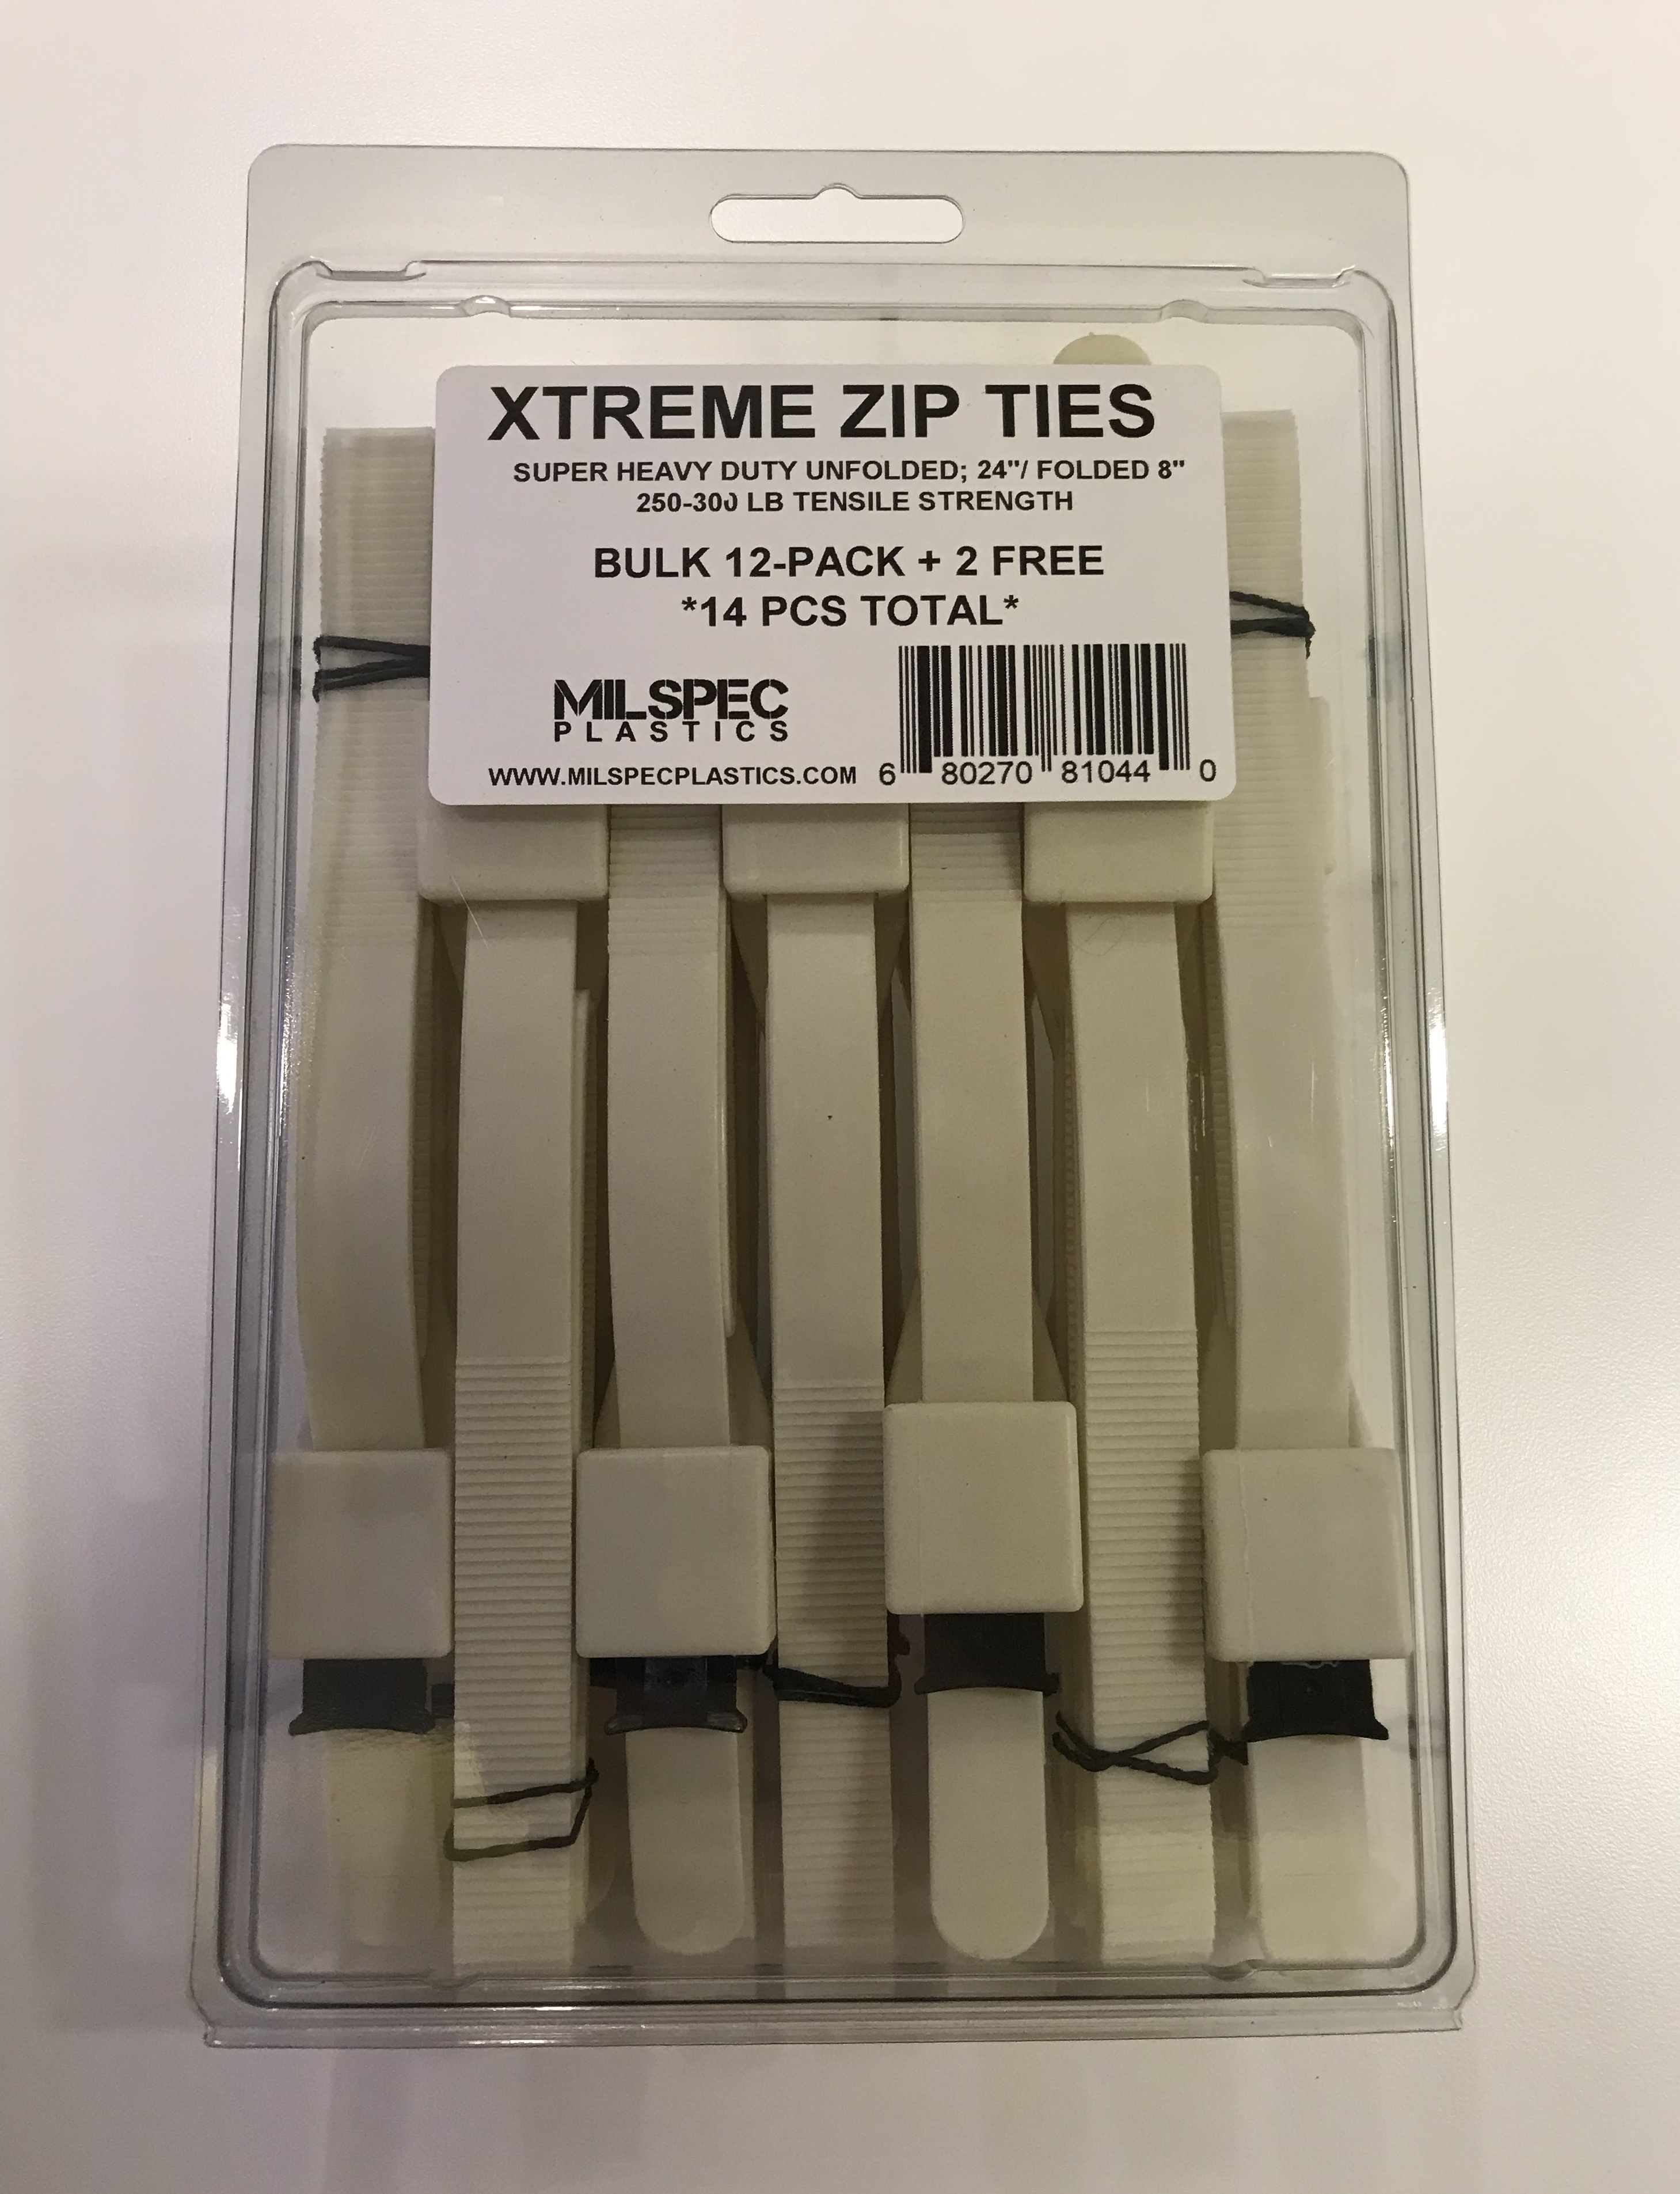 XTREME ZIP TIES
SUPER HEAVY DUTY UNFOLDED; 24"/ FOLDED 8"
250-300 LB TENSILE STRENGTH
BULK 12-PACK + 2 FREE
*14 PCS TOTAL*
MILSPEC
PLASTICS
WWW.MILSPECPLASTICS.COM
6 80270 81044 0